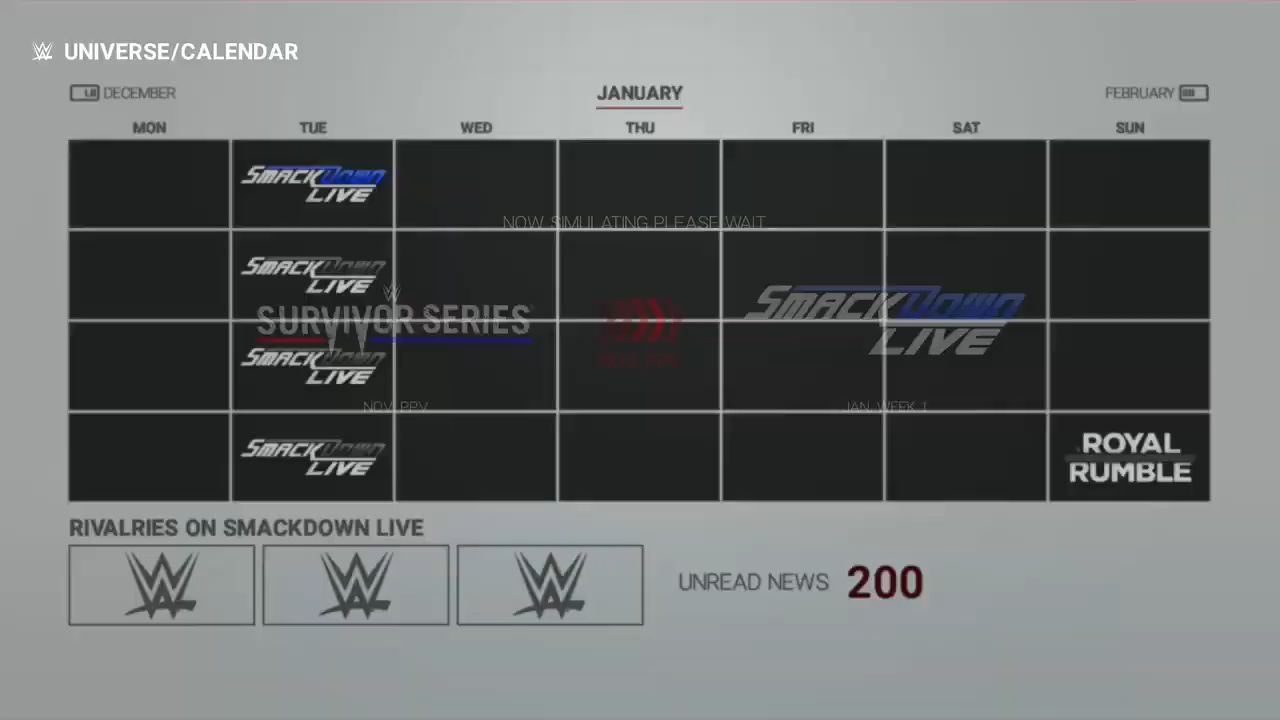 UNIVERSE/CALENDAR
DECEMBER
JANUARY
FEBRUARY
MON TUE WED THU FRI SAT SUN
SMACKDOWN
LIVE
NOW SIMULATING PLEASE WAIT
SMACKDOWN
LIVE
SURVIVOR SERIES
SMACKDOWN
LIVE
SMACKDOWN
LIVE
NOV. PPV
JAN. WEEK 1
SMACKDOWN
LIVE
ROYAL
RUMBLE
RIVALRIES ON SMACKDOWN LIVE
UNREAD NEWS 200